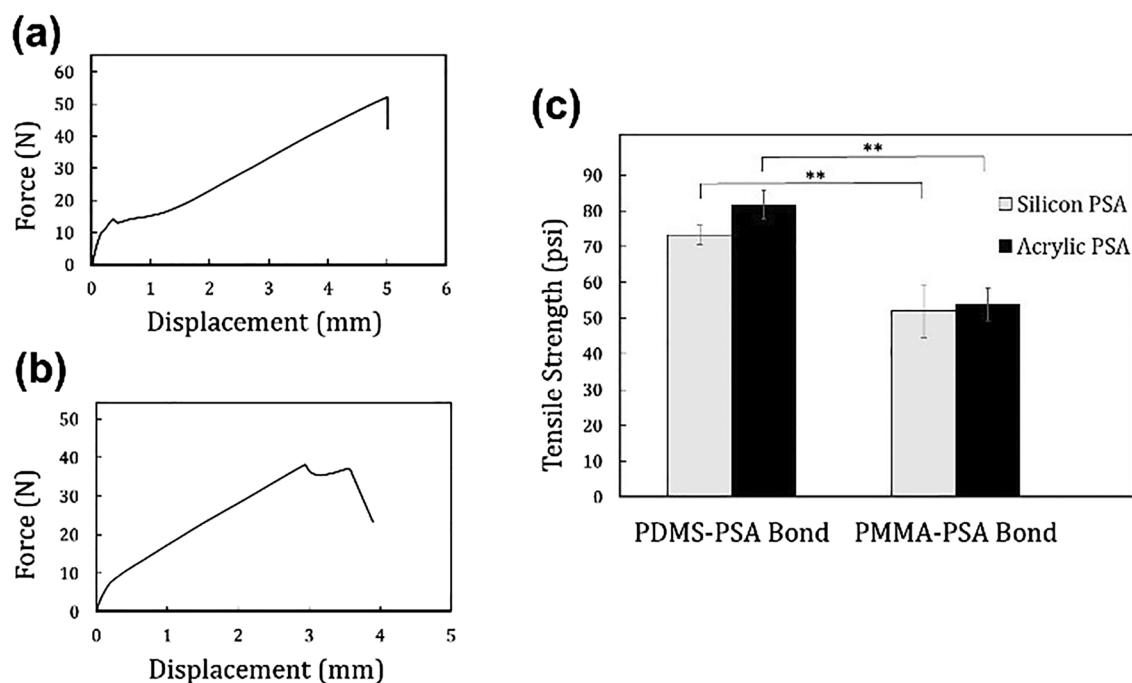 (a)
60
50
40
30
20
10
0
Force (N)
0 1 2 3 4 5 6
Displacement (mm)
(b)
50
40
30
20
10
0
Force (N)
0 1 2 3 4 5
Displacement (mm)
(c)
90
80
70
60
50
40
30
20
10
0
Tensile Strength (psi)
**
**
Silicon PSA
Acrylic PSA
PDMS-PSA Bond PMMA-PSA Bond